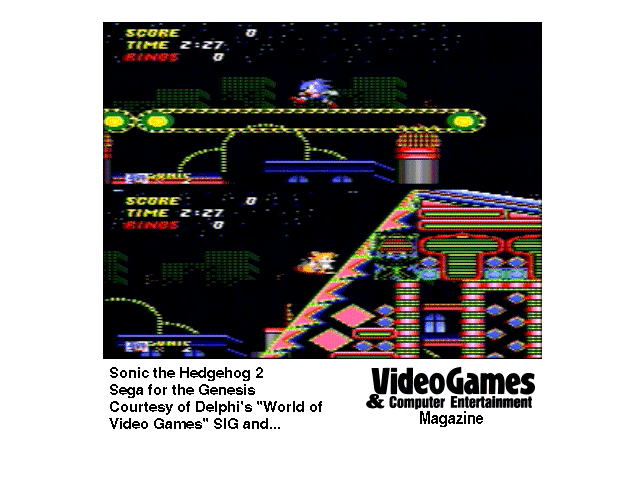 SCORE 0
TIME 2:27
RINGS 0
SONIC
SCORE 0
TIME 2:27
RINGS 0
Sonic the Hedgehog 2
Sega for the Genesis
Courtesy of Delphi's "World of
Video Games" SIG and...
VideoGames
& Computer Entertainment
Magazine